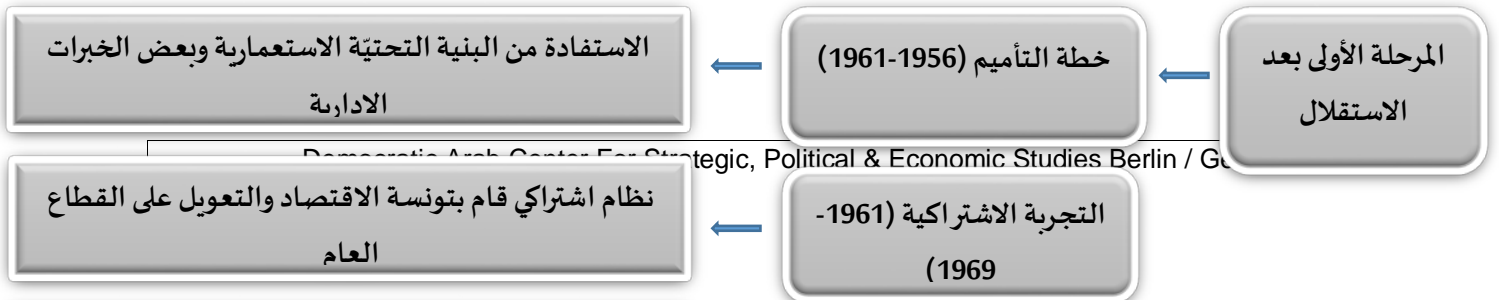 المرحلة الأولى بعد
الاستقلال
خطة التأميم (1956-1961)
الاستفادة من البنية التحتيّة الاستعمارية وبعض الخبرات
الادارية
Democratic Arab Center For Strategic, Political & Economic Studies Berlin /
التجربة الاشتراكية (1961-
1969)
نظام اشتراكي قام بتونسة الاقتصاد والتعويل على القطاع
العام